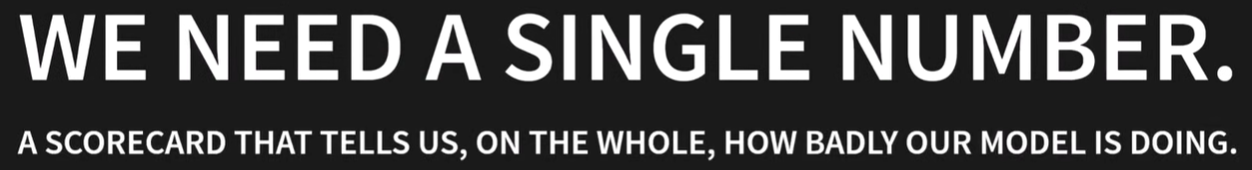 WE NEED A SINGLE NUMBER.
A SCORECARD THAT TELLS US, ON THE WHOLE, HOW BADLY OUR MODEL IS DOING.